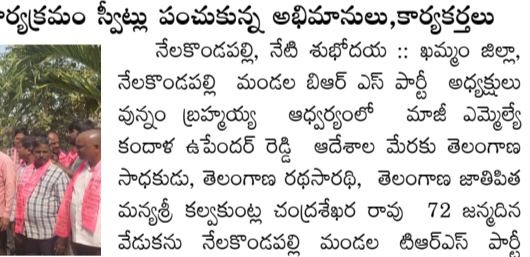 ర్యక్రమం స్వీట్లు పంచుకున్న అభిమానులు,కార్యకర్తలు
నేలకొండపల్లి, నేటి శుభోదయ :: ఖమ్మం జిల్లా,
నేలకొండపల్లి మండల బిఆర్ ఎస్ పార్టీ అధ్యక్షులు
వున్నం బ్రహ్మయ్య ఆధ్వర్యంలో మాజీ ఎమ్మెల్యే
కందాళ ఉపేందర్ రెడ్డి ఆదేశాల మేరకు తెలంగాణ
సాధకుడు, తెలంగాణ రథసారథి, తెలంగాణ జాతిపిత
మన్యశ్రీ కల్వకుంట్ల చంద్రశేఖర రావు 72 జన్మదిన
వేడుకను నేలకొండపల్లి మండల టిఆర్ఎస్ పార్టీ